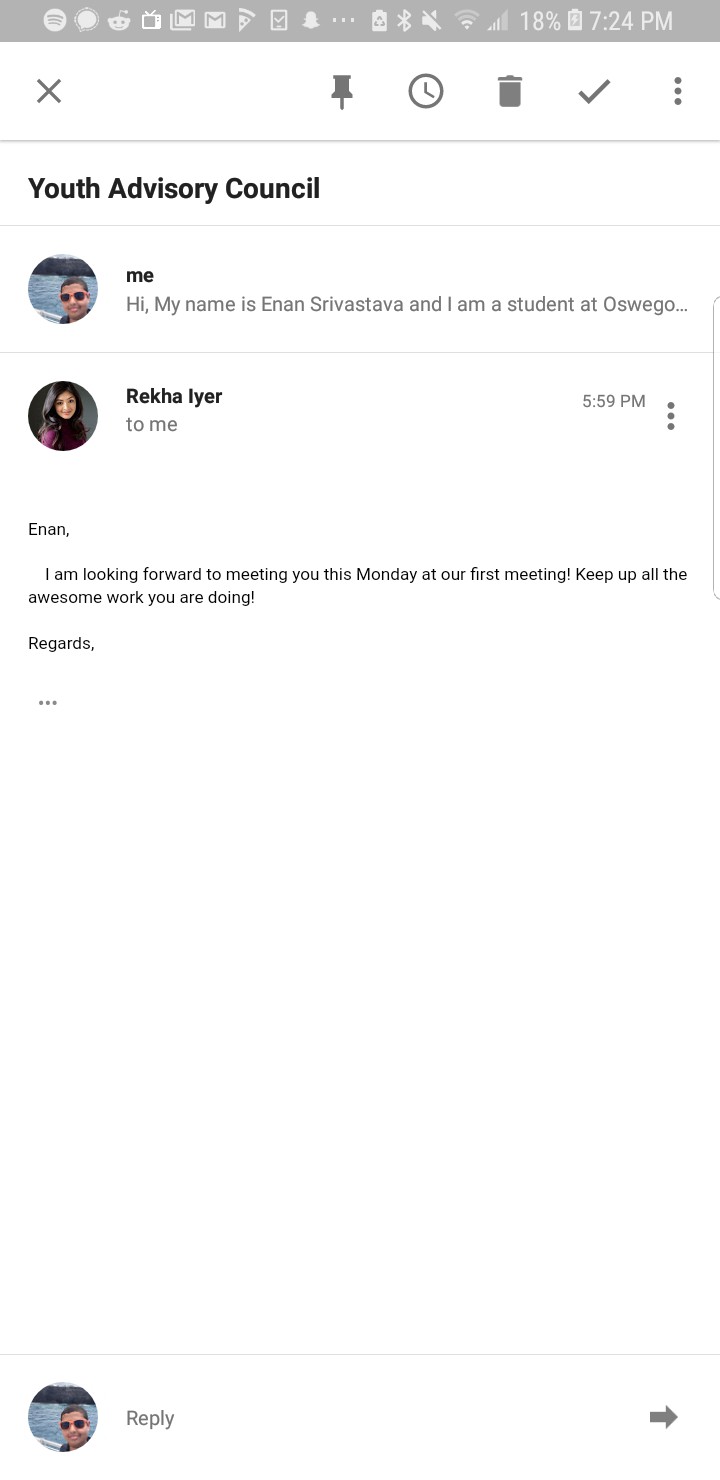 18% 7:24 PM
Youth Advisory Council
me
Hi, My name is Enan Srivastava and I am a student at Oswego...
Rekha Iyer
5:59 PM
to me
Enan,
I am looking forward to meeting you this Monday at our first meeting! Keep up all the
awesome work you are doing!
Regards,
Reply